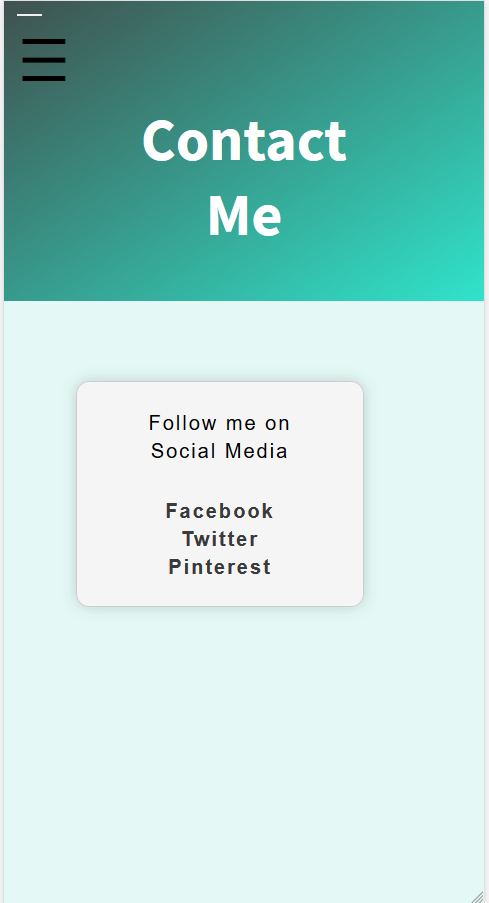 Contact
Me
Follow me on
Social Media
Facebook
Twitter
Pinterest